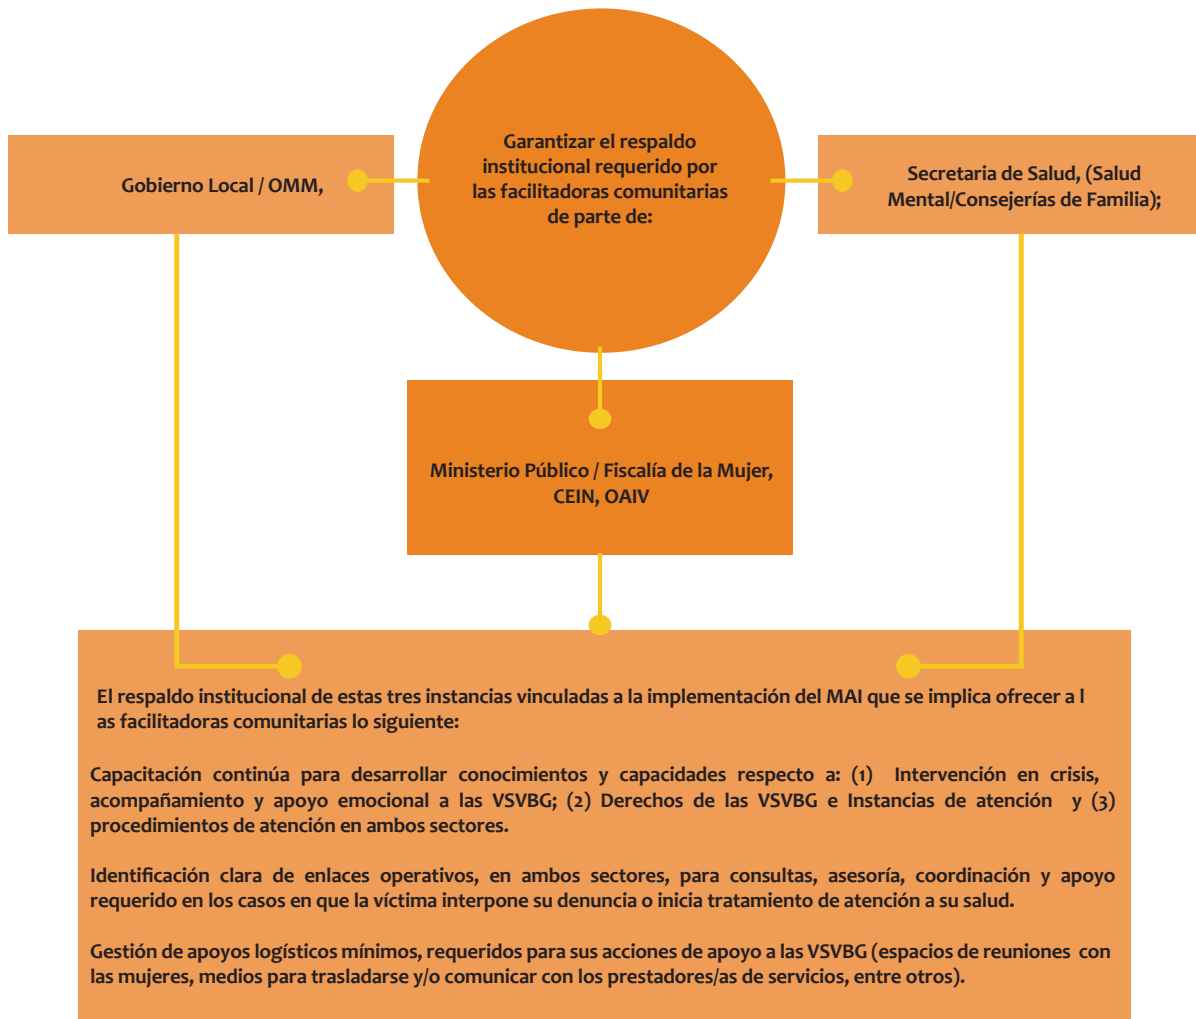 Garantizar el respaldo
institucional requerido por
las facilitadoras comunitarias
de parte de:
Gobierno Local / OMM,
Secretaria de Salud, (Salud
Mental/Consejerías de Familia);
Ministerio Público / Fiscalía de la Mujer,
CEIN, OAIV
El respaldo institucional de estas tres instancias vinculadas a la implementación del MAI que se implica ofrecer a l
as facilitadoras comunitarias lo siguiente:
Capacitación continúa para desarrollar conocimientos y capacidades respecto a: (1) Intervención en crisis,
acompañamiento y apoyo emocional a las VSVBG; (2) Derechos de las VSVBG e Instancias de atención y (3)
procedimientos de atención en ambos sectores.
Identificación clara de enlaces operativos, en ambos sectores, para consultas, asesoría, coordinación y apoyo
requerido en los casos en que la víctima interpone su denuncia o inicia tratamiento de atención a su salud.
Gestión de apoyos logísticos mínimos, requeridos para sus acciones de apoyo a las VSVBG (espacios de reuniones con
las mujeres, medios para trasladarse y/o comunicar con los prestadores/as de servicios, entre otros).